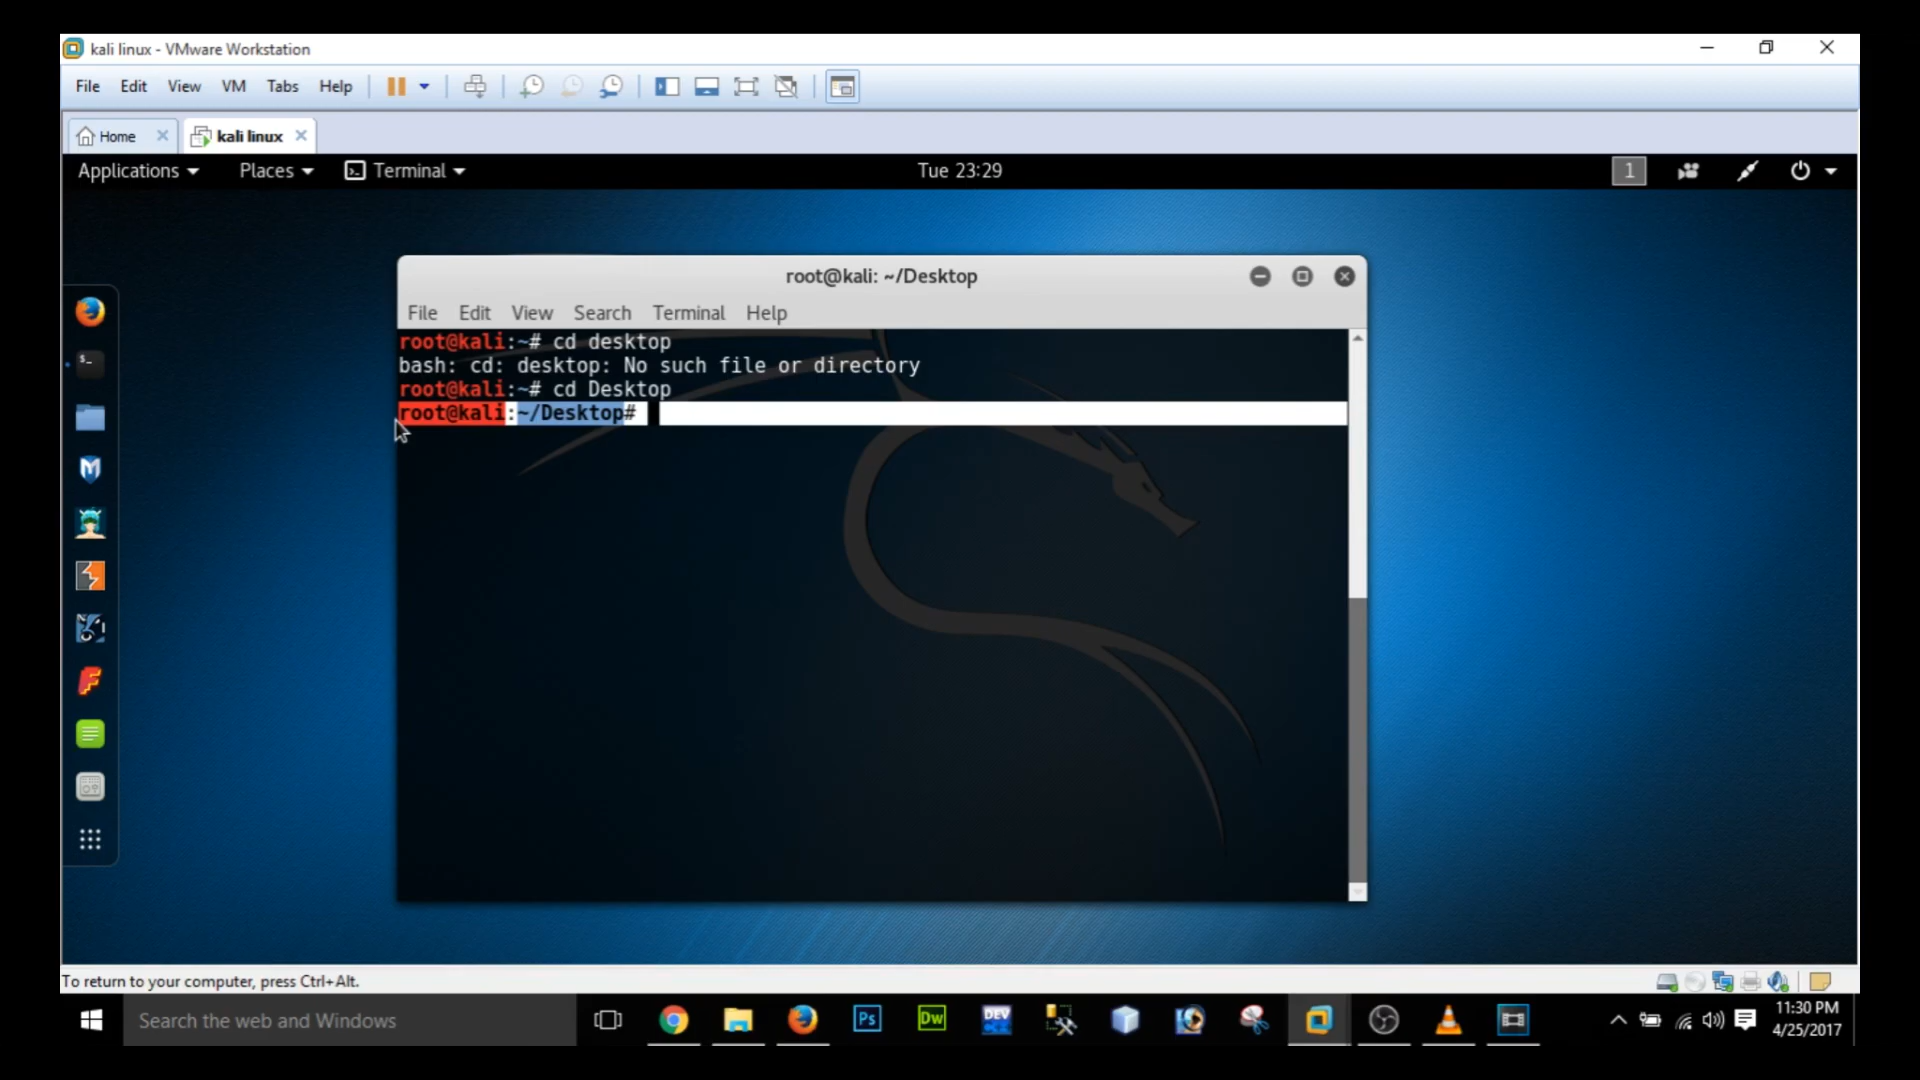 kali linux - VMware Workstation
File Edit View VM Tabs Help
Home kali linux
Applications Places Terminal Tue 23:29 1
root@kali: ~/Desktop
File Edit View Search Terminal Help
root@kali:~# cd desktop
bash: cd: desktop: No such file or directory
root@kali:~# cd Desktop
root@kali:~/Desktop#
To return to your computer, press Ctrl+Alt.
Search the web and Windows
Ps
Dw
DEV
11:30 PM
4/25/2017